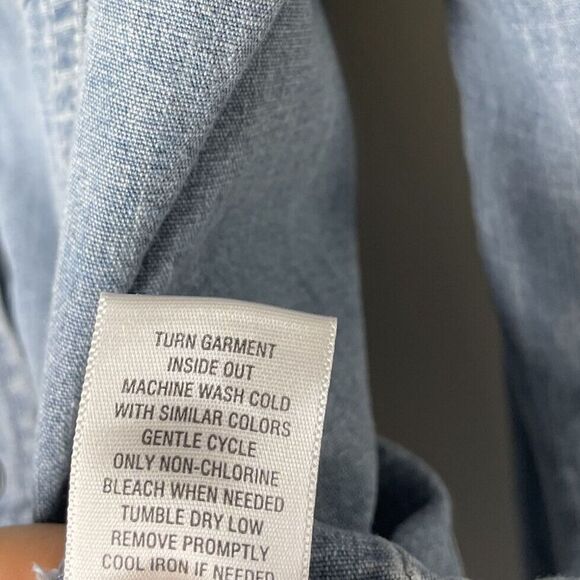 TURN GARMENT
INSIDE OUT
MACHINE WASH COLD
WITH SIMILAR COLORS
GENTLE CYCLE
ONLY NON-CHLORINE
BLEACH WHEN NEEDED
TUMBLE DRY LOW
REMOVE PROMPTLY
COOL IRON IF NEEDED